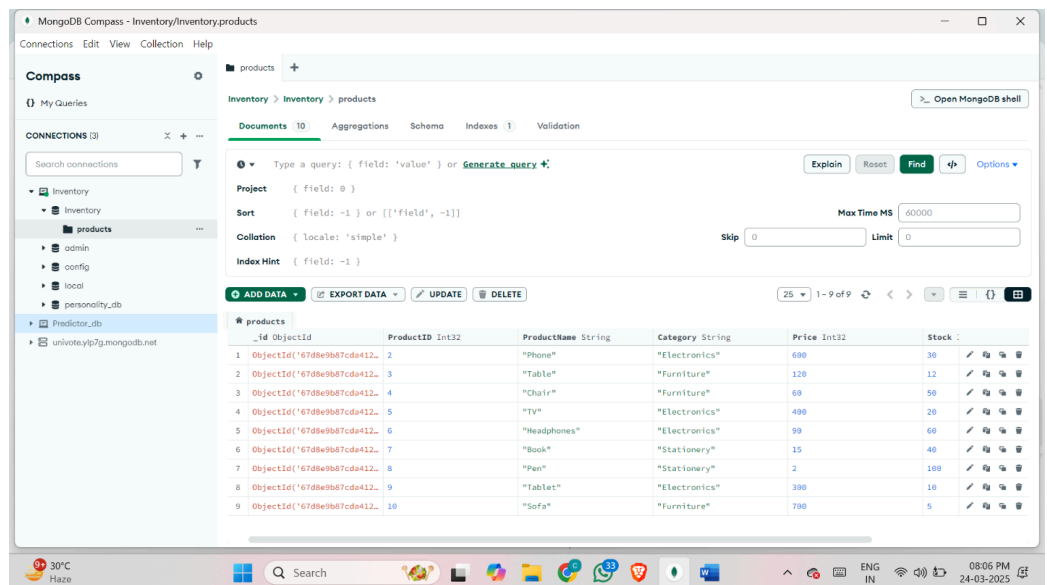 MongoDB Compass - Inventory/Inventory.products
Connections Edit View Collection Help
Compass
{} My Queries
CONNECTIONS (3)
Search connections
Inventory
Inventory
products
admin
config
local
personality_db
Predictor_db
univote.ylp7g.mongodb.net
products
Inventory > Inventory > products
>_ Open MongoDB shell
Documents 10 Aggregations Schema Indexes 1 Validation
Type a query: { field: 'value' } or Generate query
Explain Reset Find </> Options
Project { field: 0 }
Sort { field: -1 } or [['field', -1]]
Max Time MS 60000
Collation { locale: 'simple' }
Skip 0 Limit 0
Index Hint { field: -1 }
ADD DATA EXPORT DATA UPDATE DELETE
25 1 - 9 of 9 {}
products
_id ObjectId ProductID Int32 ProductName String Category String Price Int32 Stock
1 ObjectId('67d8e9b87cda412… 2 "Phone" "Electronics" 600 30
2 ObjectId('67d8e9b87cda412… 3 "Table" "Furniture" 120 12
3 ObjectId('67d8e9b87cda412… 4 "Chair" "Furniture" 60 50
4 ObjectId('67d8e9b87cda412… 5 "TV" "Electronics" 400 20
5 ObjectId('67d8e9b87cda412… 6 "Headphones" "Electronics" 90 60
6 ObjectId('67d8e9b87cda412… 7 "Book" "Stationery" 15 40
7 ObjectId('67d8e9b87cda412… 8 "Pen" "Stationery" 2 100
8 ObjectId('67d8e9b87cda412… 9 "Tablet" "Electronics" 300 10
9 ObjectId('67d8e9b87cda412… 10 "Sofa" "Furniture" 700 5
9+ 30°C
Haze
Search
33
ENG
IN
08:06 PM
24-03-2025